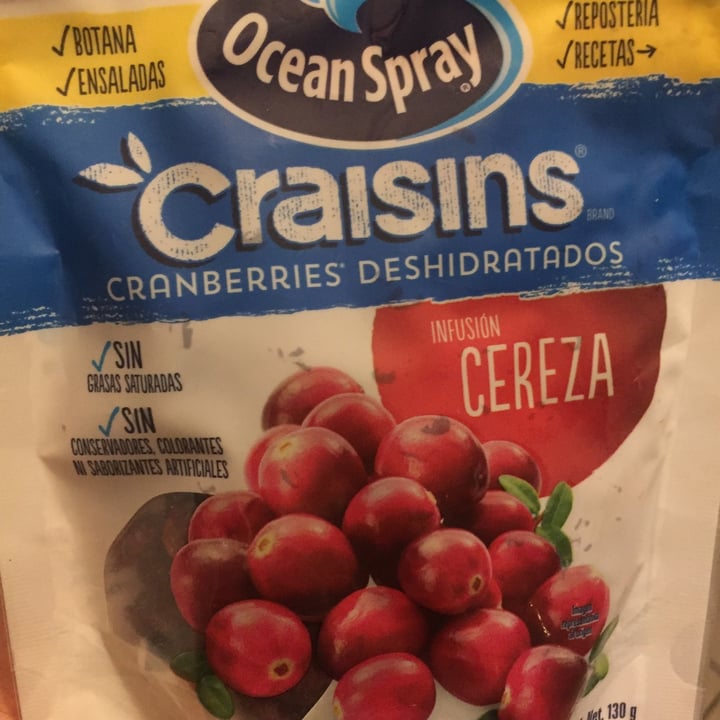 ✓BOTANA
✓ENSALADAS
✓REPOSTERÍA
✓RECETAS→
Ocean Spray®
Craisins®
BRAND
CRANBERRIES® DESHIDRATADOS
INFUSIÓN
CEREZA
✓SIN
GRASAS SATURADAS
✓SIN
CONSERVADORES, COLORANTES
NI SABORIZANTES ARTIFICIALES
Net. 130 g